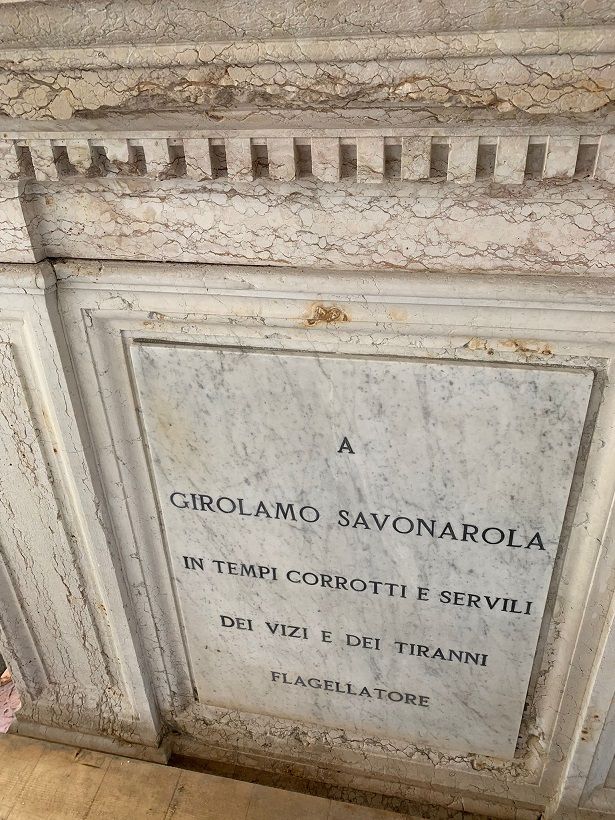 A
GIROLAMO SAVONAROLA
IN TEMPI CORROTTI E SERVILI
DEI VIZI E DEI TIRANNI
FLAGELLATORE